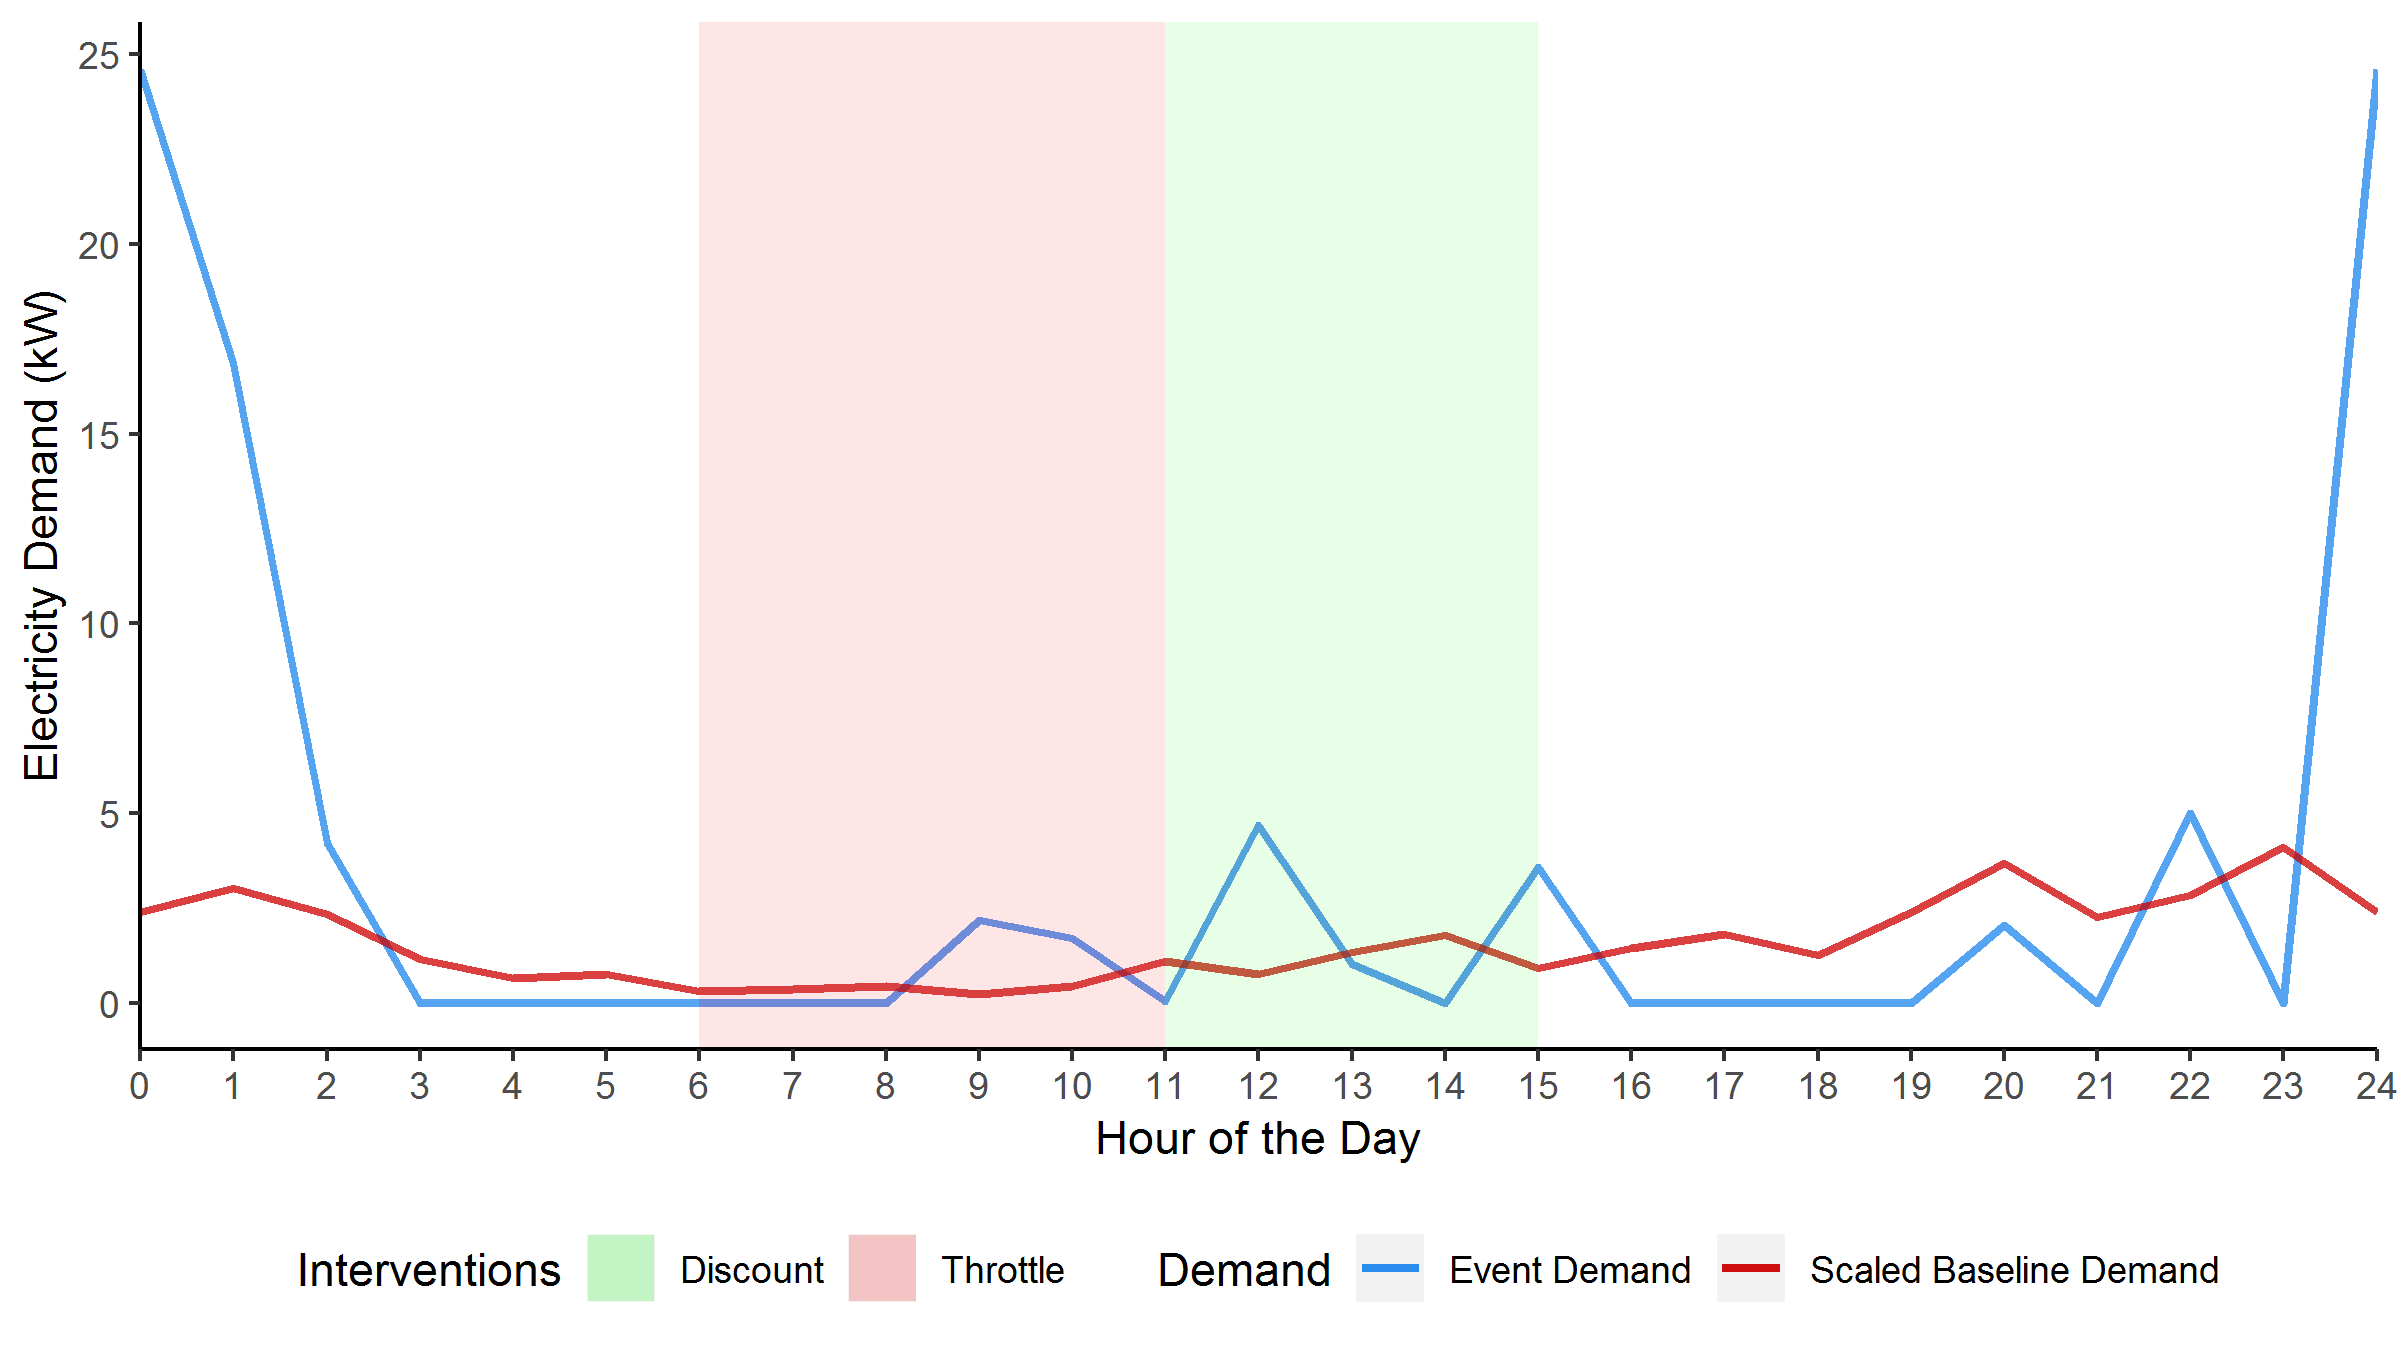 Electricity Demand (kW)
25
20
15
10
5
0
0 1 2 3 4 5 6 7 8 9 10 11 12 13 14 15 16 17 18 19 20 21 22 23 24
Hour of the Day
Interventions Discount Throttle Demand Event Demand Scaled Baseline Demand